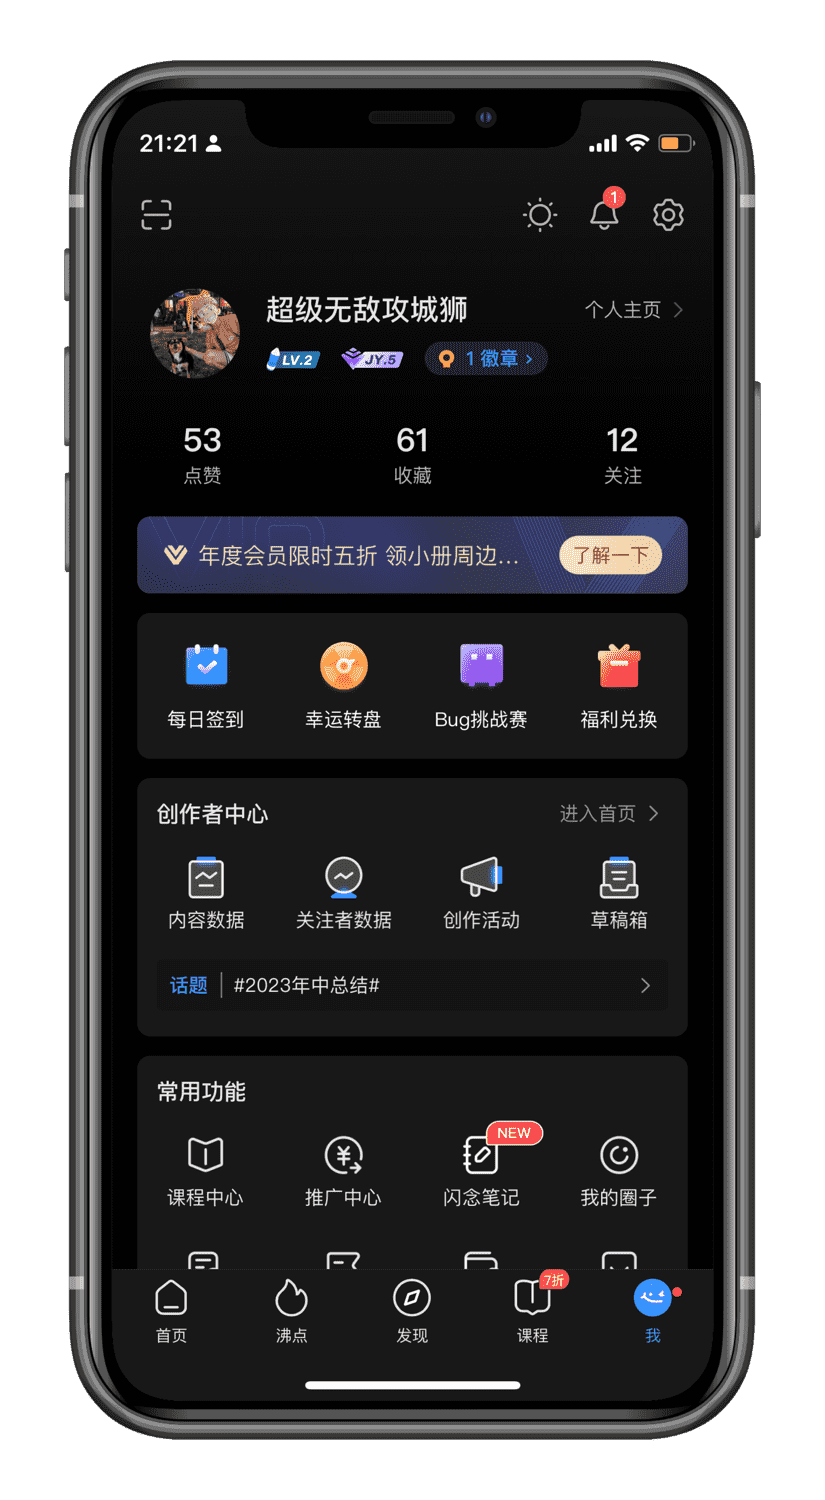 21:21
1
超级无敌攻城狮
个人主页
LV.2 JY.5 1 徽章
53 61 12
点赞 收藏 关注
年度会员限时五折 领小册周边... 了解一下
每日签到 幸运转盘 Bug挑战赛 福利兑换
创作者中心 进入首页
内容数据 关注者数据 创作活动 草稿箱
话题 #2023年中总结#
常用功能
NEW
课程中心 推广中心 闪念笔记 我的圈子
7折
首页 沸点 发现 课程 我